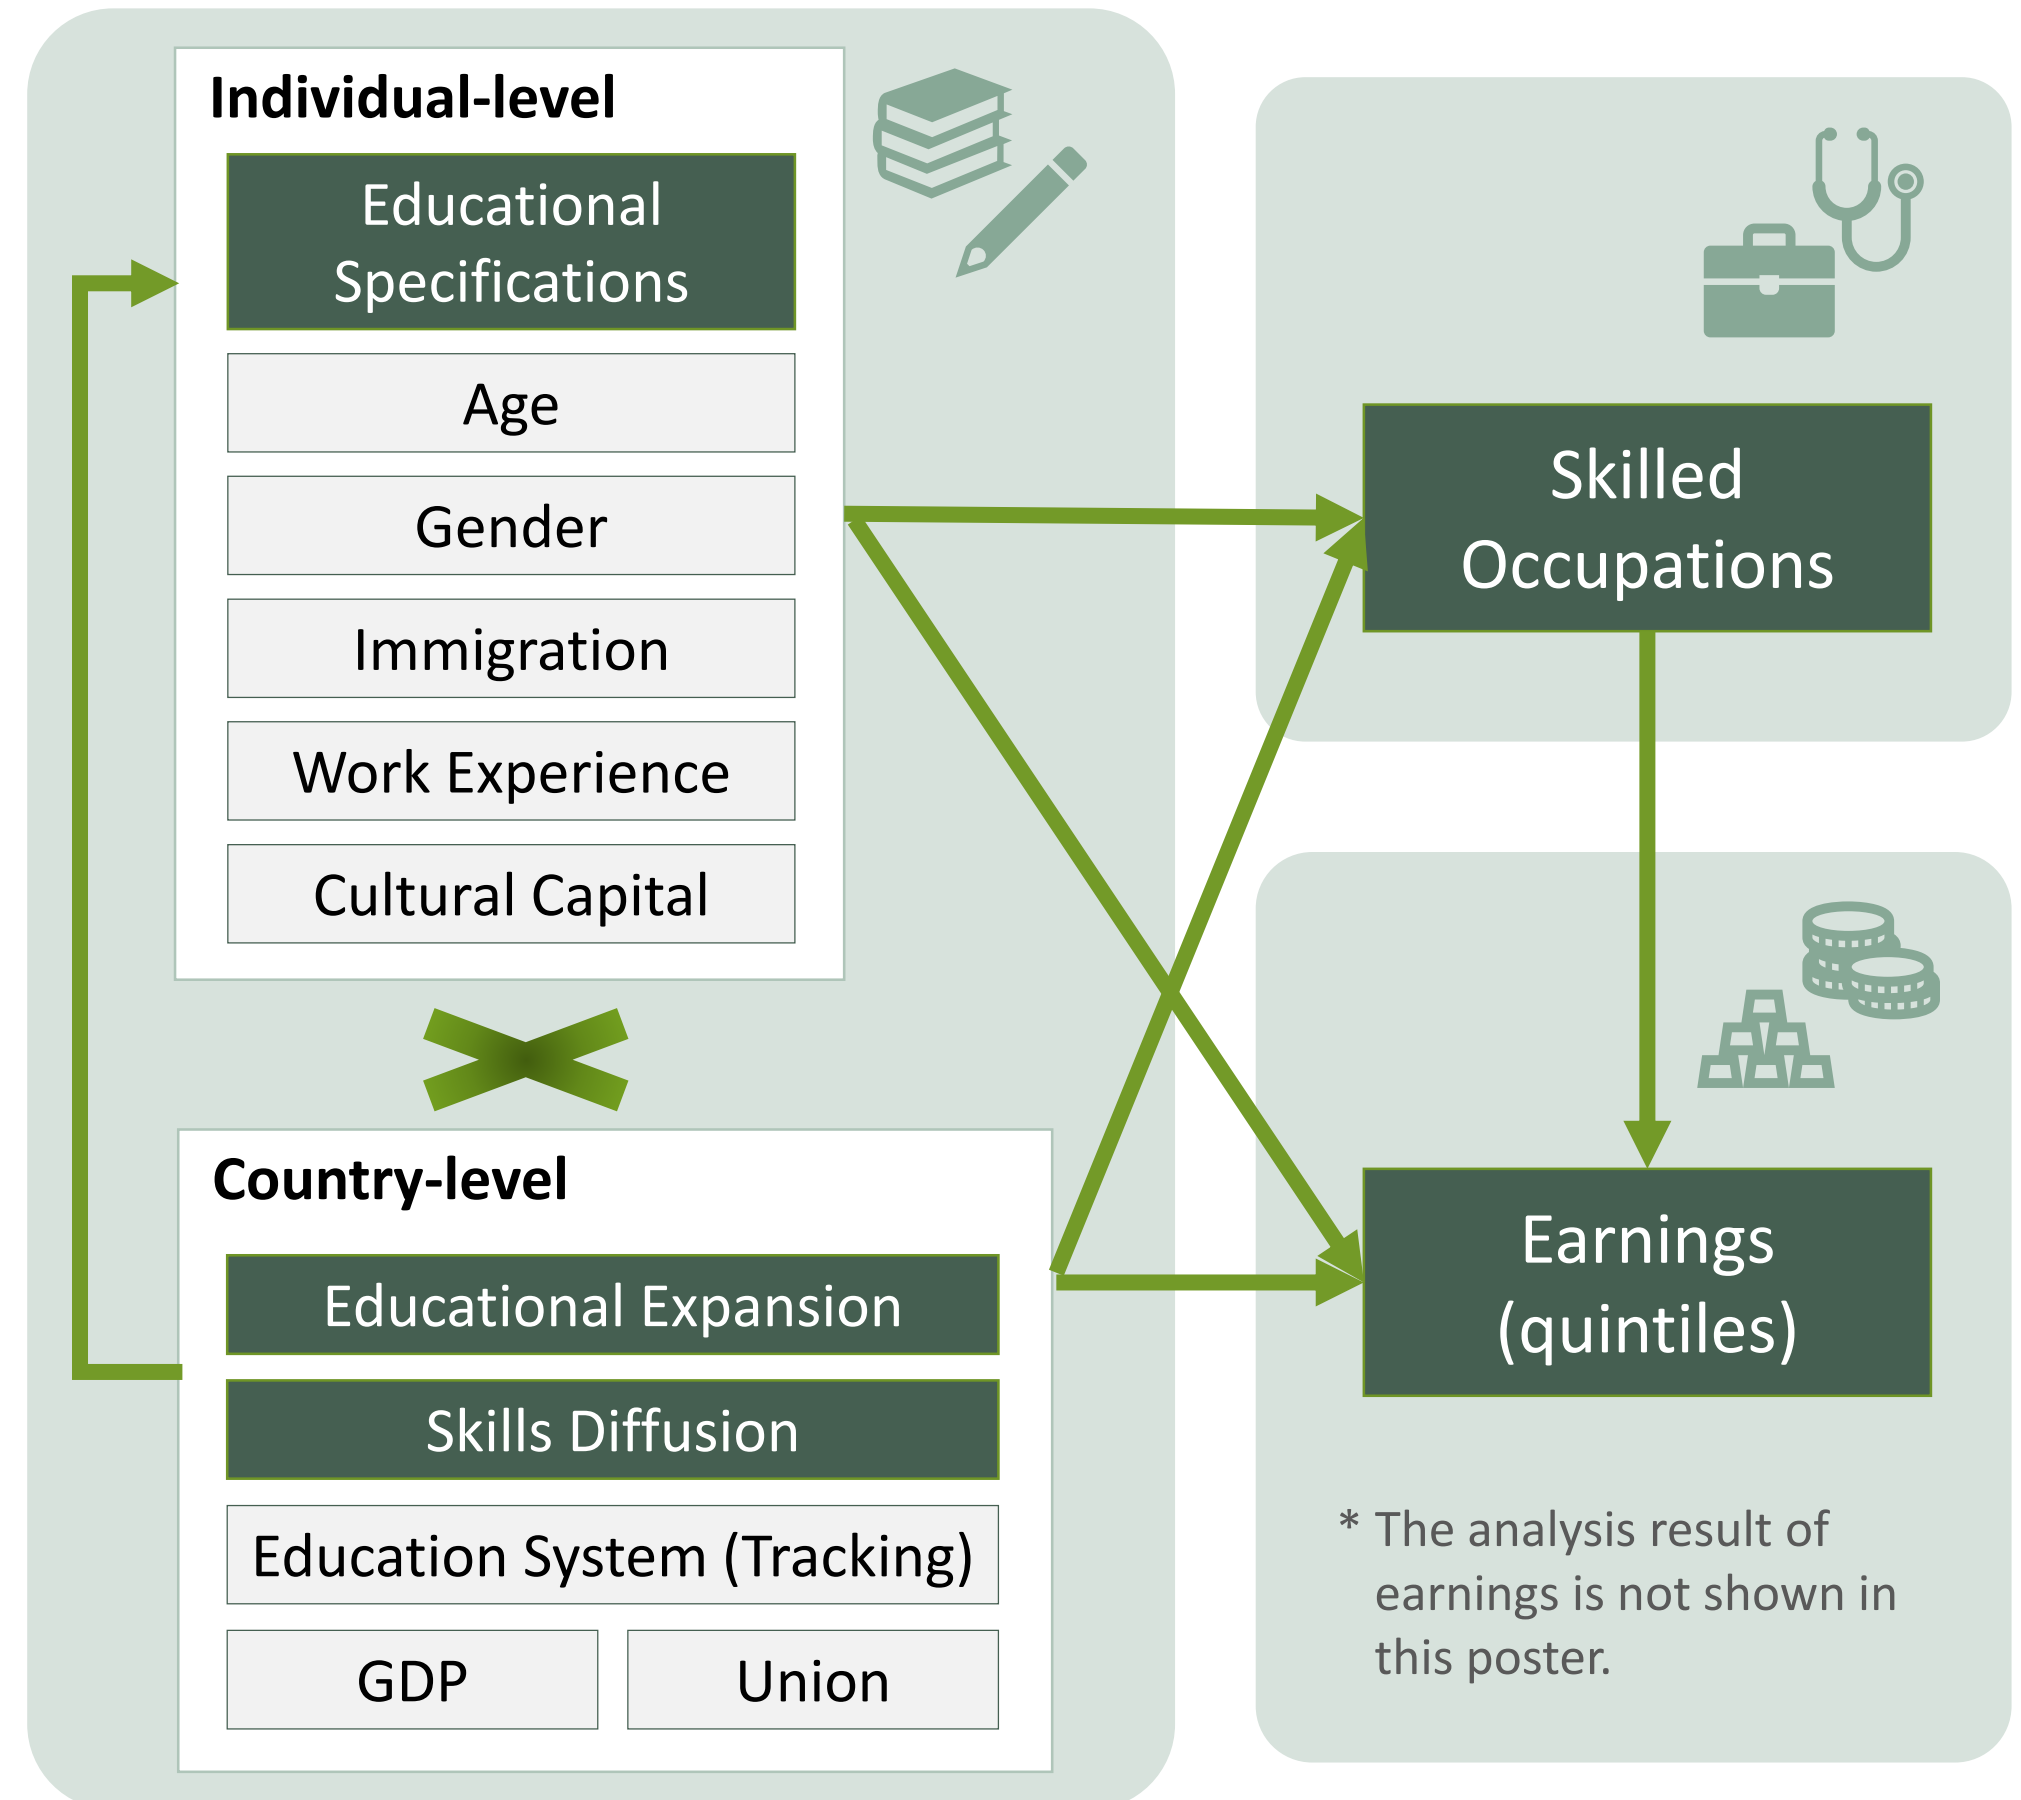 Individual-level
Educational
Specifications
Age
Gender
Immigration
Work Experience
Cultural Capital
Country-level
Educational Expansion
Skills Diffusion
Education System (Tracking)
GDP
Union
Skilled
Occupations
Earnings
(quintiles)
* The analysis result of
earnings is not shown in
this poster.